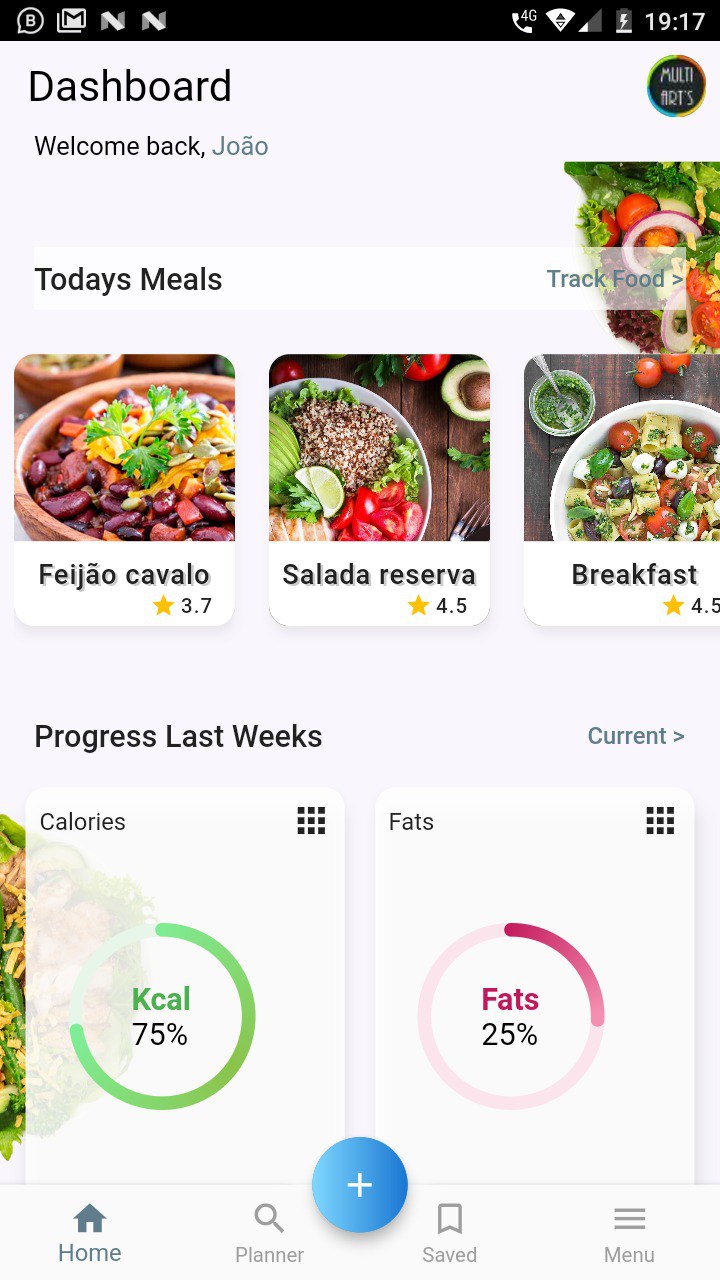 4G 19:17
Dashboard
MULTI
ART'S
Welcome back, João
Todays Meals Track Food >
Feijão cavalo
3.7
Salada reserva
4.5
Breakfast
4.5
Progress Last Weeks Current >
Calories
Kcal
75%
Fats
Fats
25%
+
Home Planner Saved Menu